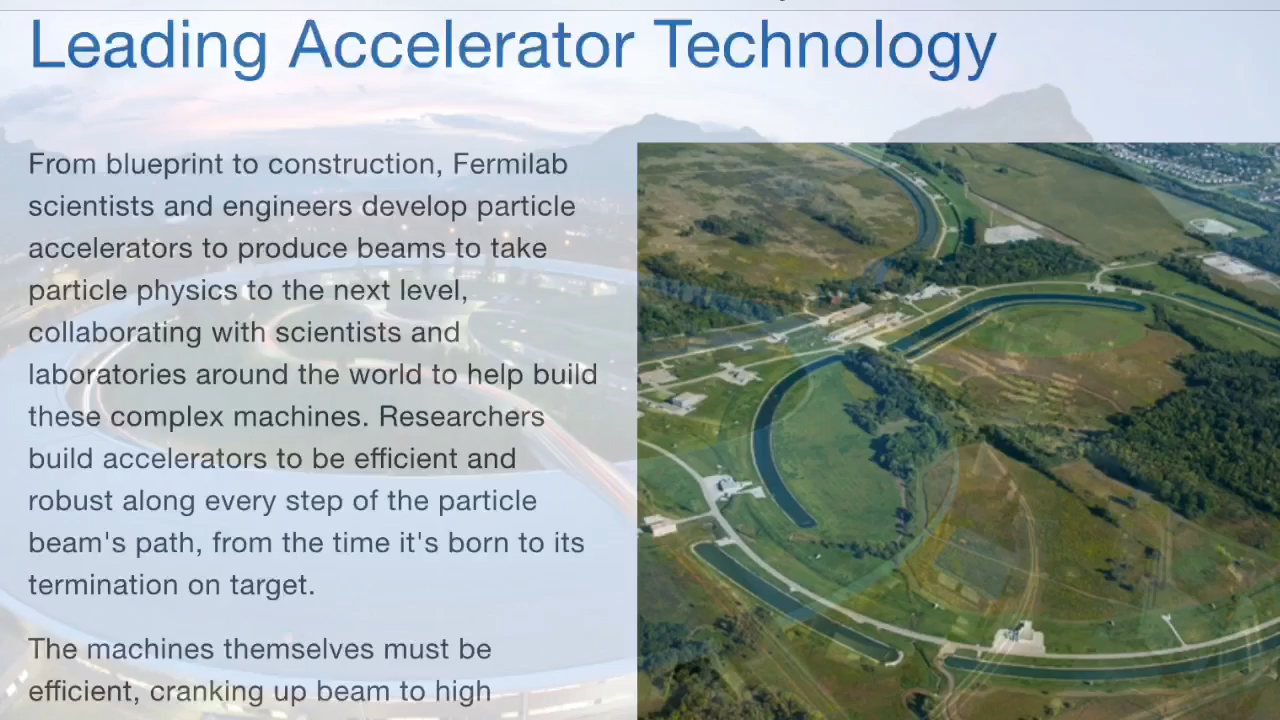 Leading Accelerator Technology
From blueprint to construction, Fermilab
scientists and engineers develop particle
accelerators to produce beams to take
particle physics to the next level,
collaborating with scientists and
laboratories around the world to help build
these complex machines. Researchers
build accelerators to be efficient and
robust along every step of the particle
beam's path, from the time it's born to its
termination on target.
The machines themselves must be
efficient, cranking up beam to high